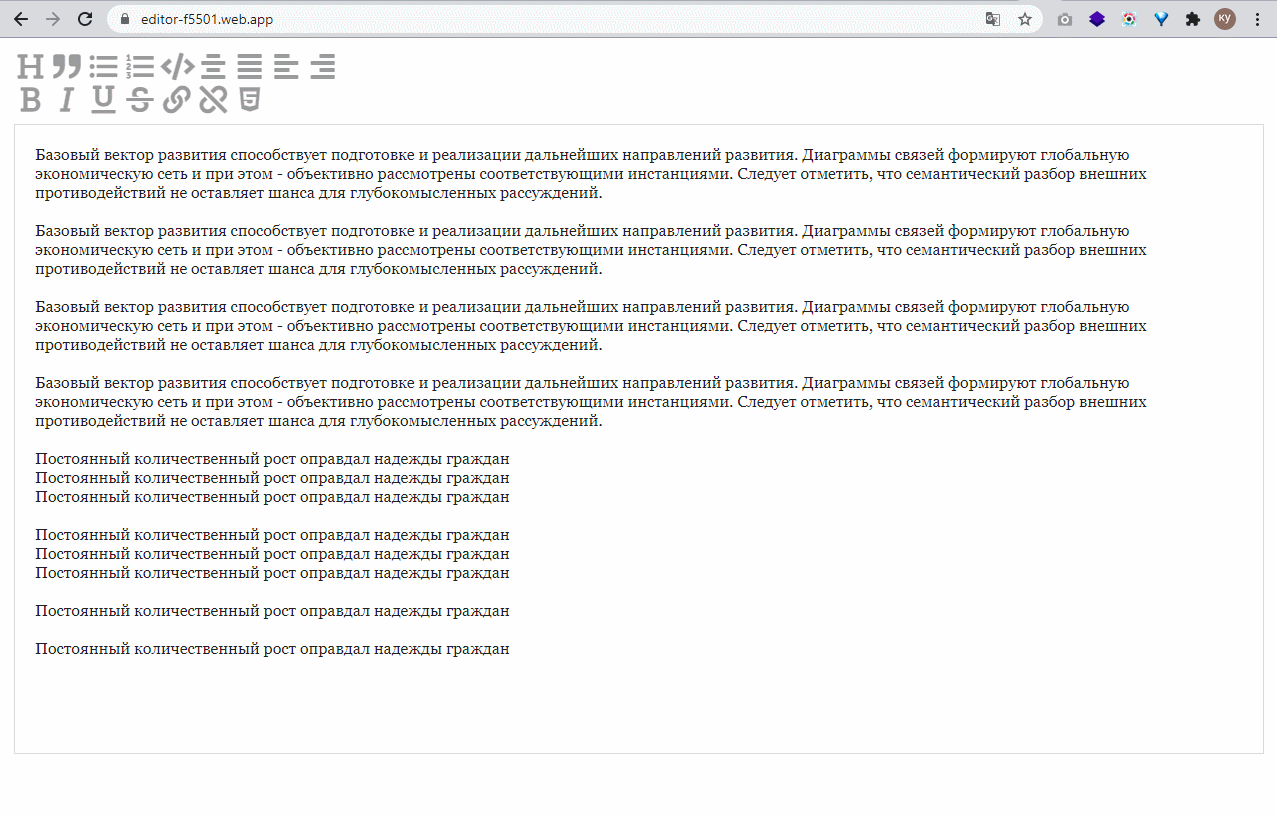 editor-f5501.web.app
KY
H
1
2
3
B I U S
5
Базовый вектор развития способствует подготовке и реализации дальнейших направлений развития. Диаграммы связей формируют глобальную
экономическую сеть и при этом - объективно рассмотрены соответствующими инстанциями. Следует отметить, что семантический разбор внешних
противодействий не оставляет шанса для глубокомысленных рассуждений.
Базовый вектор развития способствует подготовке и реализации дальнейших направлений развития. Диаграммы связей формируют глобальную
экономическую сеть и при этом - объективно рассмотрены соответствующими инстанциями. Следует отметить, что семантический разбор внешних
противодействий не оставляет шанса для глубокомысленных рассуждений.
Базовый вектор развития способствует подготовке и реализации дальнейших направлений развития. Диаграммы связей формируют глобальную
экономическую сеть и при этом - объективно рассмотрены соответствующими инстанциями. Следует отметить, что семантический разбор внешних
противодействий не оставляет шанса для глубокомысленных рассуждений.
Базовый вектор развития способствует подготовке и реализации дальнейших направлений развития. Диаграммы связей формируют глобальную
экономическую сеть и при этом - объективно рассмотрены соответствующими инстанциями. Следует отметить, что семантический разбор внешних
противодействий не оставляет шанса для глубокомысленных рассуждений.
Постоянный количественный рост оправдал надежды граждан
Постоянный количественный рост оправдал надежды граждан
Постоянный количественный рост оправдал надежды граждан
Постоянный количественный рост оправдал надежды граждан
Постоянный количественный рост оправдал надежды граждан
Постоянный количественный рост оправдал надежды граждан
Постоянный количественный рост оправдал надежды граждан
Постоянный количественный рост оправдал надежды граждан